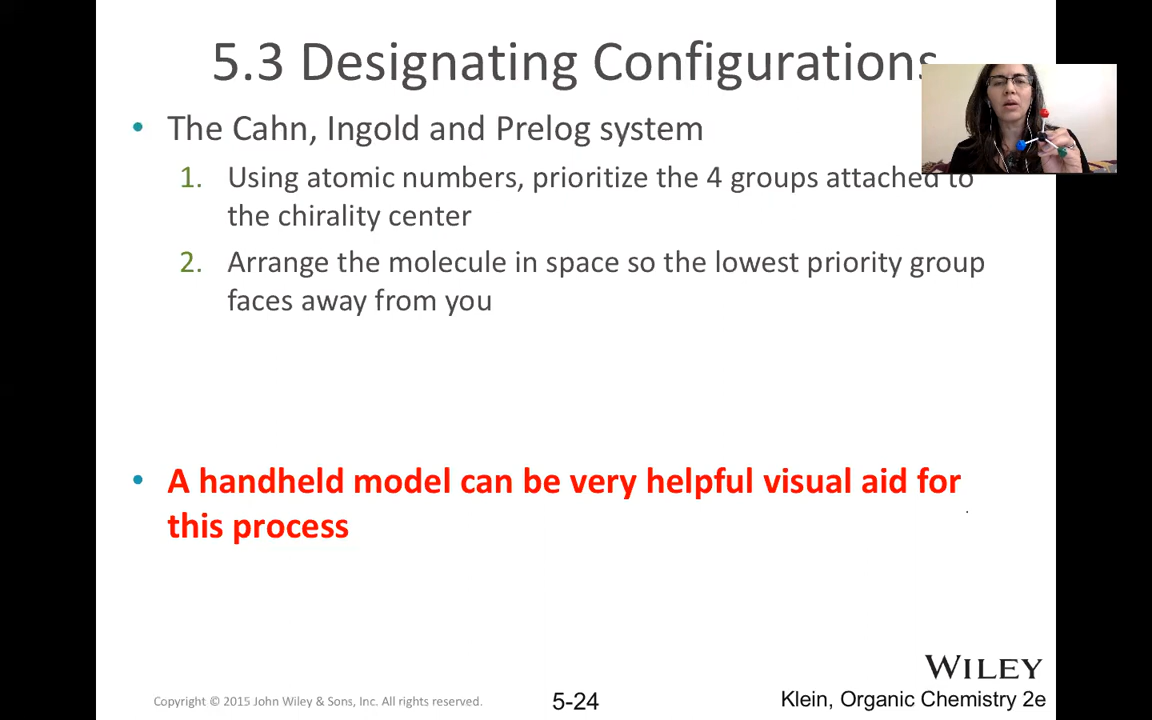 5.3 Designating Configurations
• The Cahn, Ingold and Prelog system
1. Using atomic numbers, prioritize the 4 groups attached to
the chirality center
2. Arrange the molecule in space so the lowest priority group
faces away from you
• A handheld model can be very helpful visual aid for
this process
WILEY
Copyright © 2015 John Wiley & Sons, Inc. All rights reserved.
5-24
Klein, Organic Chemistry 2e